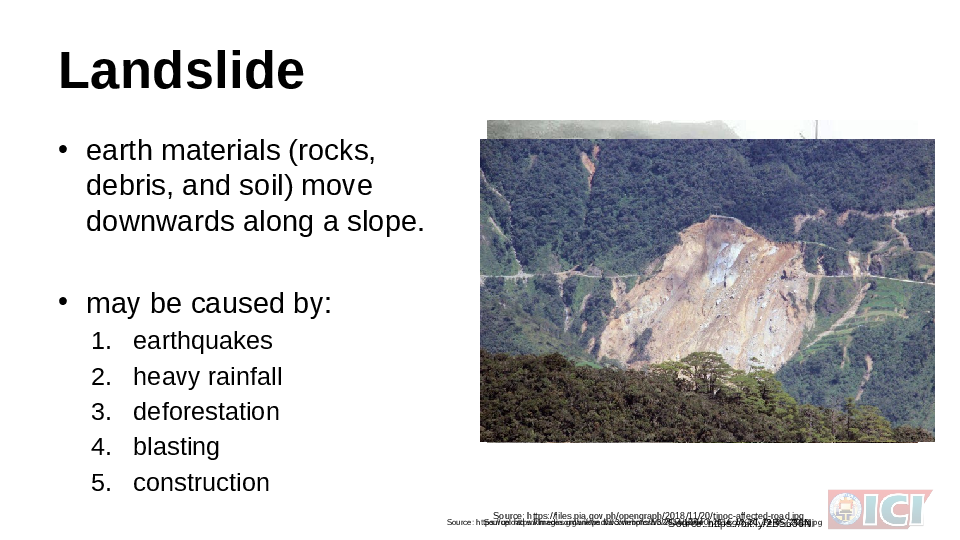 Landslide
• earth materials (rocks,
debris, and soil) move
downwards along a slope.
• may be caused by:
1. earthquakes
2. heavy rainfall
3. deforestation
4. blasting
5. construction
Source: https://files.pia.gov.ph/opengraph/2018/11/20/tinoc-affected-road.jpg
ICI